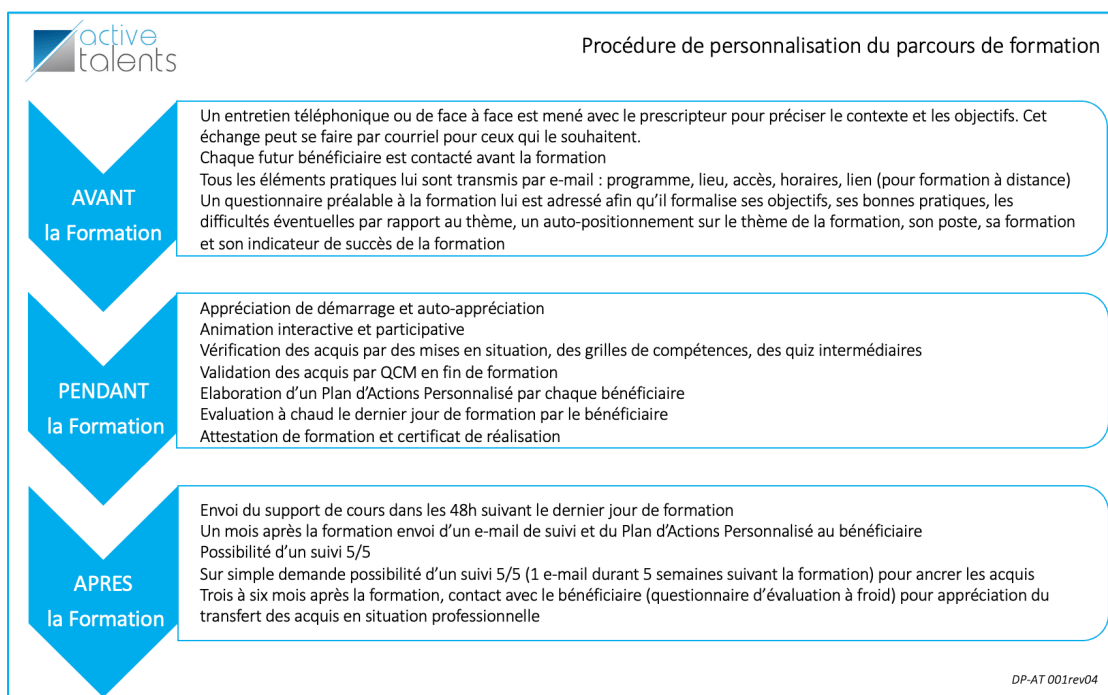 active
talents
Procédure de personnalisation du parcours de formation
AVANT
la Formation
Un entretien téléphonique ou de face à face est mené avec le prescripteur pour préciser le contexte et les objectifs. Cet
échange peut se faire par courriel pour ceux qui le souhaitent.
Chaque futur bénéficiaire est contacté avant la formation
Tous les éléments pratiques lui sont transmis par e-mail : programme, lieu, accès, horaires, lien (pour formation à distance)
Un questionnaire préalable à la formation lui est adressé afin qu'il formalise ses objectifs, ses bonnes pratiques, les
difficultés éventuelles par rapport au thème, un auto-positionnement sur le thème de la formation, son poste, sa formation
et son indicateur de succès de la formation
PENDANT
la Formation
Appréciation de démarrage et auto-appréciation
Animation interactive et participative
Vérification des acquis par des mises en situation, des grilles de compétences, des quiz intermédiaires
Validation des acquis par QCM en fin de formation
Elaboration d'un Plan d'Actions Personnalisé par chaque bénéficiaire
Evaluation à chaud le dernier jour de formation par le bénéficiaire
Attestation de formation et certificat de réalisation
APRES
la Formation
Envoi du support de cours dans les 48h suivant le dernier jour de formation
Un mois après la formation envoi d'un e-mail de suivi et du Plan d'Actions Personnalisé au bénéficiaire
Possibilité d'un suivi 5/5
Sur simple demande possibilité d'un suivi 5/5 (1 e-mail durant 5 semaines suivant la formation) pour ancrer les acquis
Trois à six mois après la formation, contact avec le bénéficiaire (questionnaire d'évaluation à froid) pour appréciation du
transfert des acquis en situation professionnelle
DP-AT 001rev04